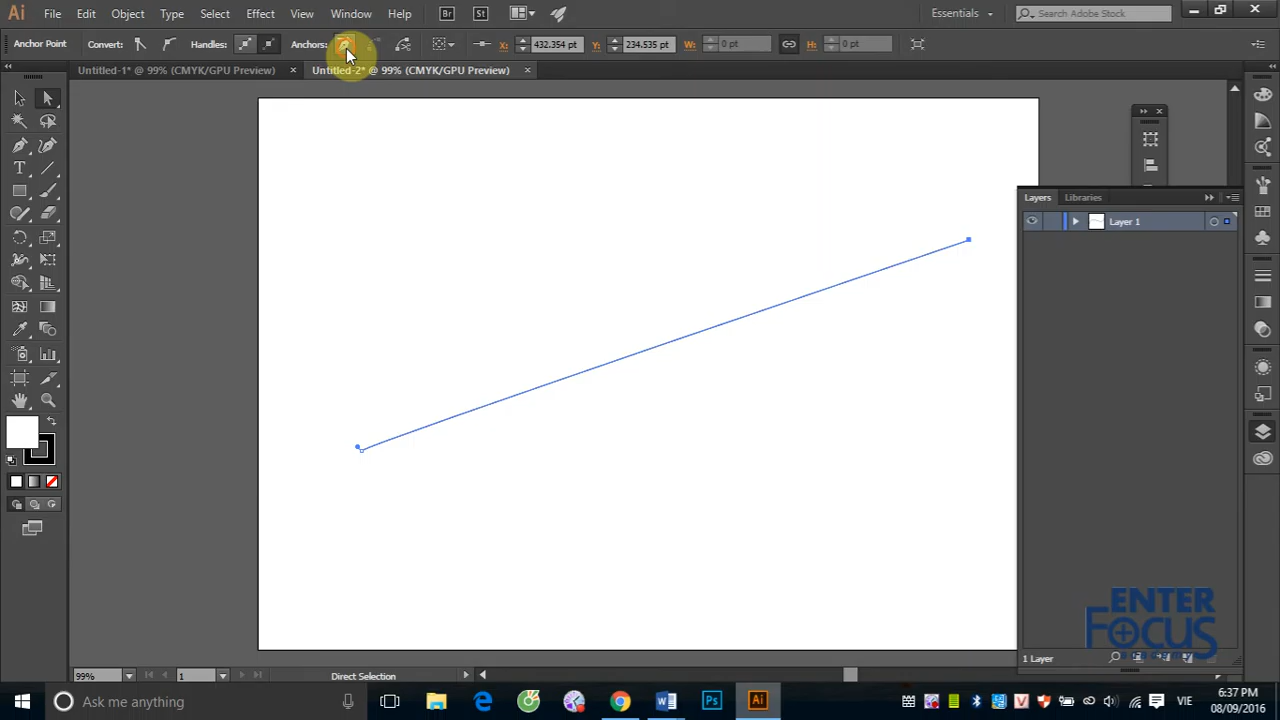 Ai File Edit Object Type Select Effect View Window Help Br St Essentials Search Adobe Stock
Anchor Point Convert: Handles: Anchors: X: 432.354 pt Y: 234.535 pt W: 0 pt H: 0 pt
Untitled-1* @ 99% (CMYK/GPU Preview) Untitled-2* @ 99% (CMYK/GPU Preview)
Layers Libraries
Layer 1
ENTER
FOCUS
1 Layer
99% 1 Direct Selection
Ask me anything Ps Ai VIE
6:37 PM
08/09/2016